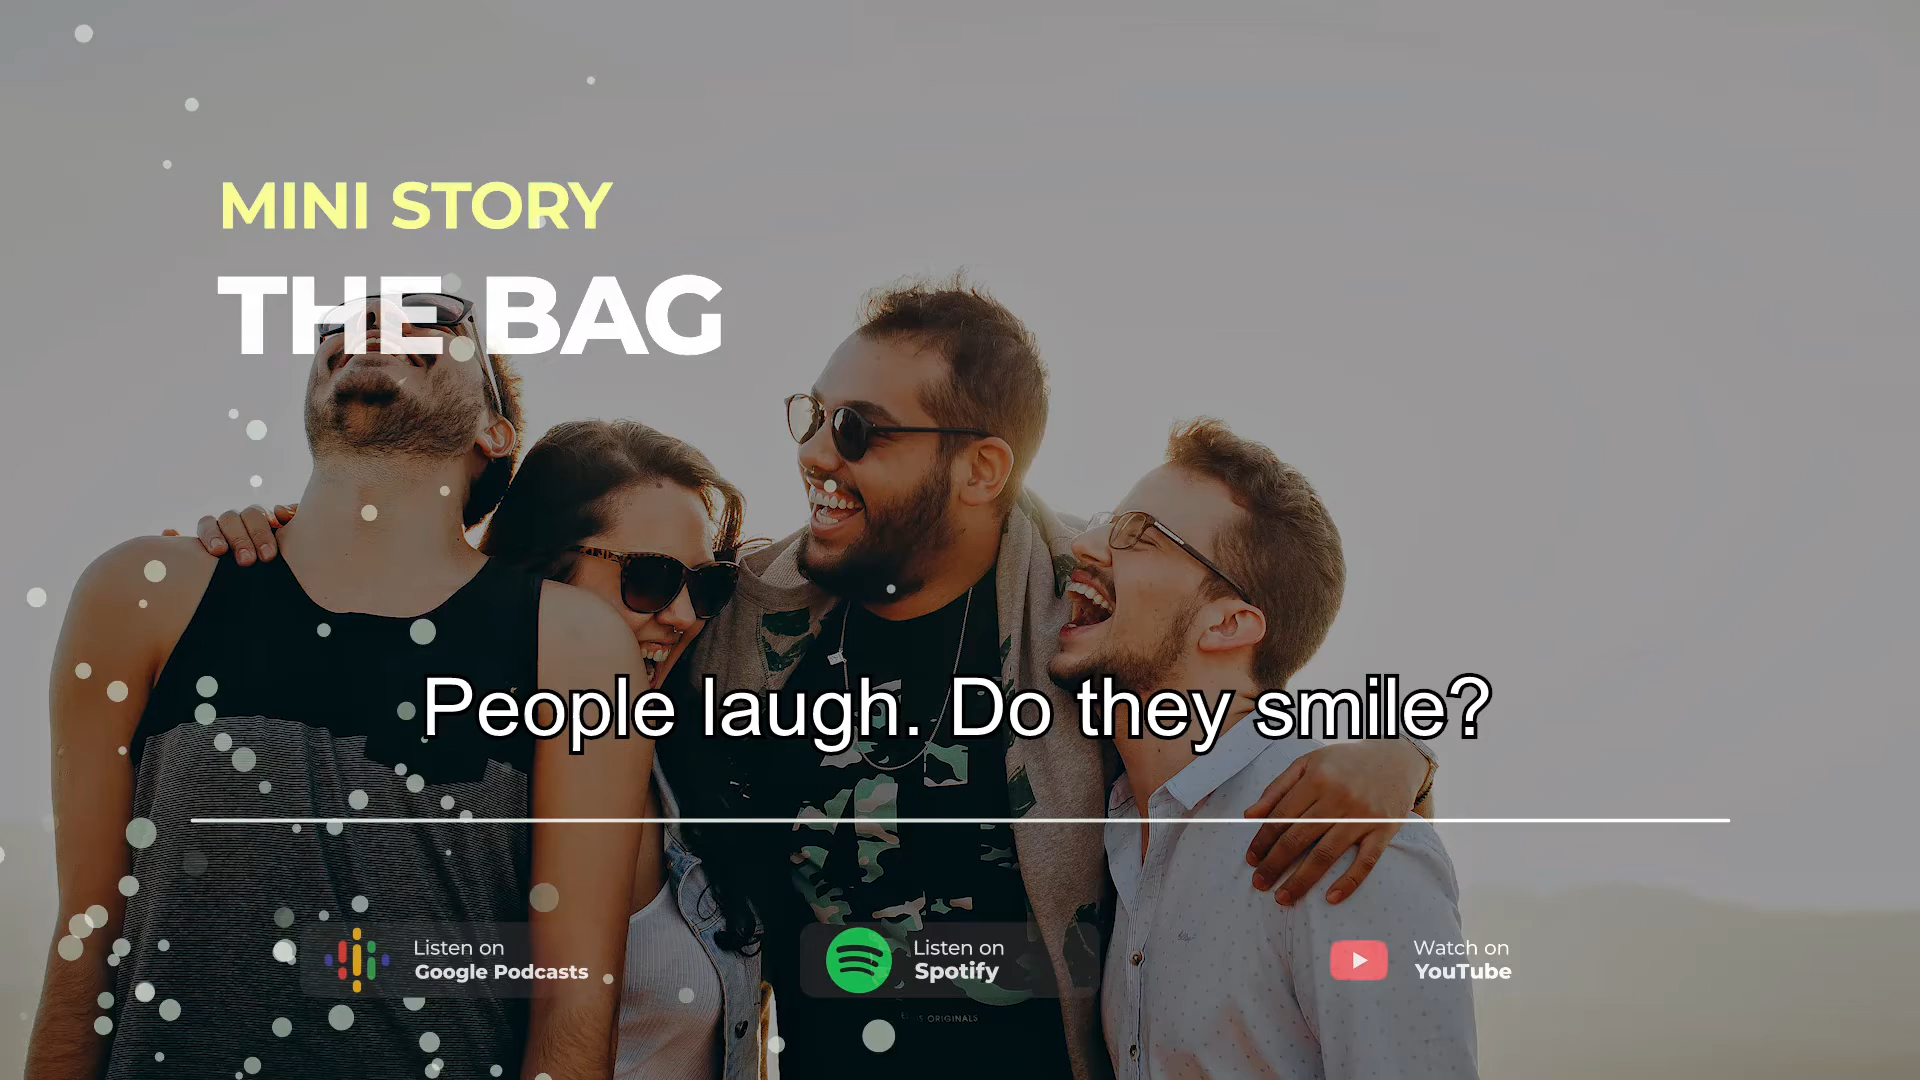 MINI STORY
THE BAG
People laugh. Do they smile?
Listen on
Google Podcasts
Listen on
Spotify
Watch on
YouTube
ORIGINALS